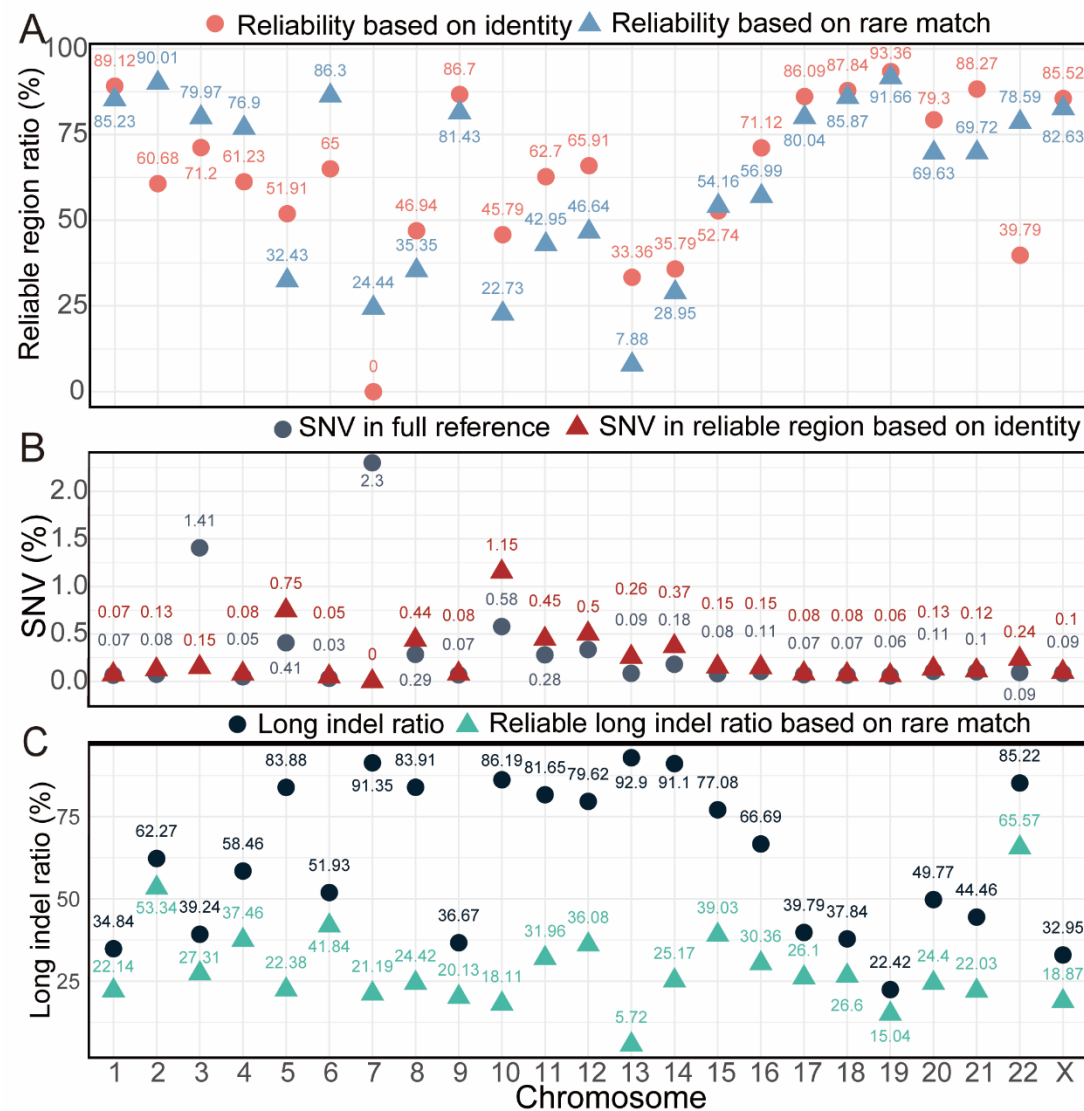 A
Reliability based on identity Reliability based on rare match
Reliable region ratio (%)
100
75
50
25
0
89.12 90.01 79.97 76.9 86.3 86.7 86.09 87.84 93.36 79.3 88.27 78.59 85.52
85.23 60.68 71.2 61.23 51.91 65 46.94 81.43 45.79 62.7 65.91 33.36 35.79 54.16 71.12 80.04 85.87 91.66 69.63 69.72 39.79 82.63
32.43 24.44 35.35 22.73 42.95 46.64 7.88 28.95 52.74 56.99
0
SNV in full reference SNV in reliable region based on identity
B
SNV (%)
2.0
1.5
1.0
0.5
0.0
2.3
1.41 1.15
0.07 0.13 0.15 0.08 0.75 0.05 0 0.44 0.08 0.58 0.45 0.5 0.26 0.37 0.15 0.15 0.08 0.08 0.06 0.13 0.12 0.24 0.1
0.07 0.08 0.05 0.41 0.03 0.29 0.07 0.28 0.09 0.18 0.08 0.11 0.07 0.07 0.06 0.11 0.1 0.09 0.09
Long indel ratio Reliable long indel ratio based on rare match
C
Long indel ratio (%)
75
50
25
34.84 62.27 39.24 58.46 83.88 51.93 91.35 83.91 36.67 86.19 81.65 79.62 92.9 91.1 77.08 66.69 39.79 37.84 22.42 49.77 44.46 85.22 32.95
22.14 53.34 27.31 37.46 22.38 41.84 21.19 24.42 20.13 18.11 31.96 36.08 5.72 25.17 39.03 30.36 26.1 26.6 15.04 24.4 22.03 65.57 18.87
1 2 3 4 5 6 7 8 9 10 11 12 13 14 15 16 17 18 19 20 21 22 X
Chromosome